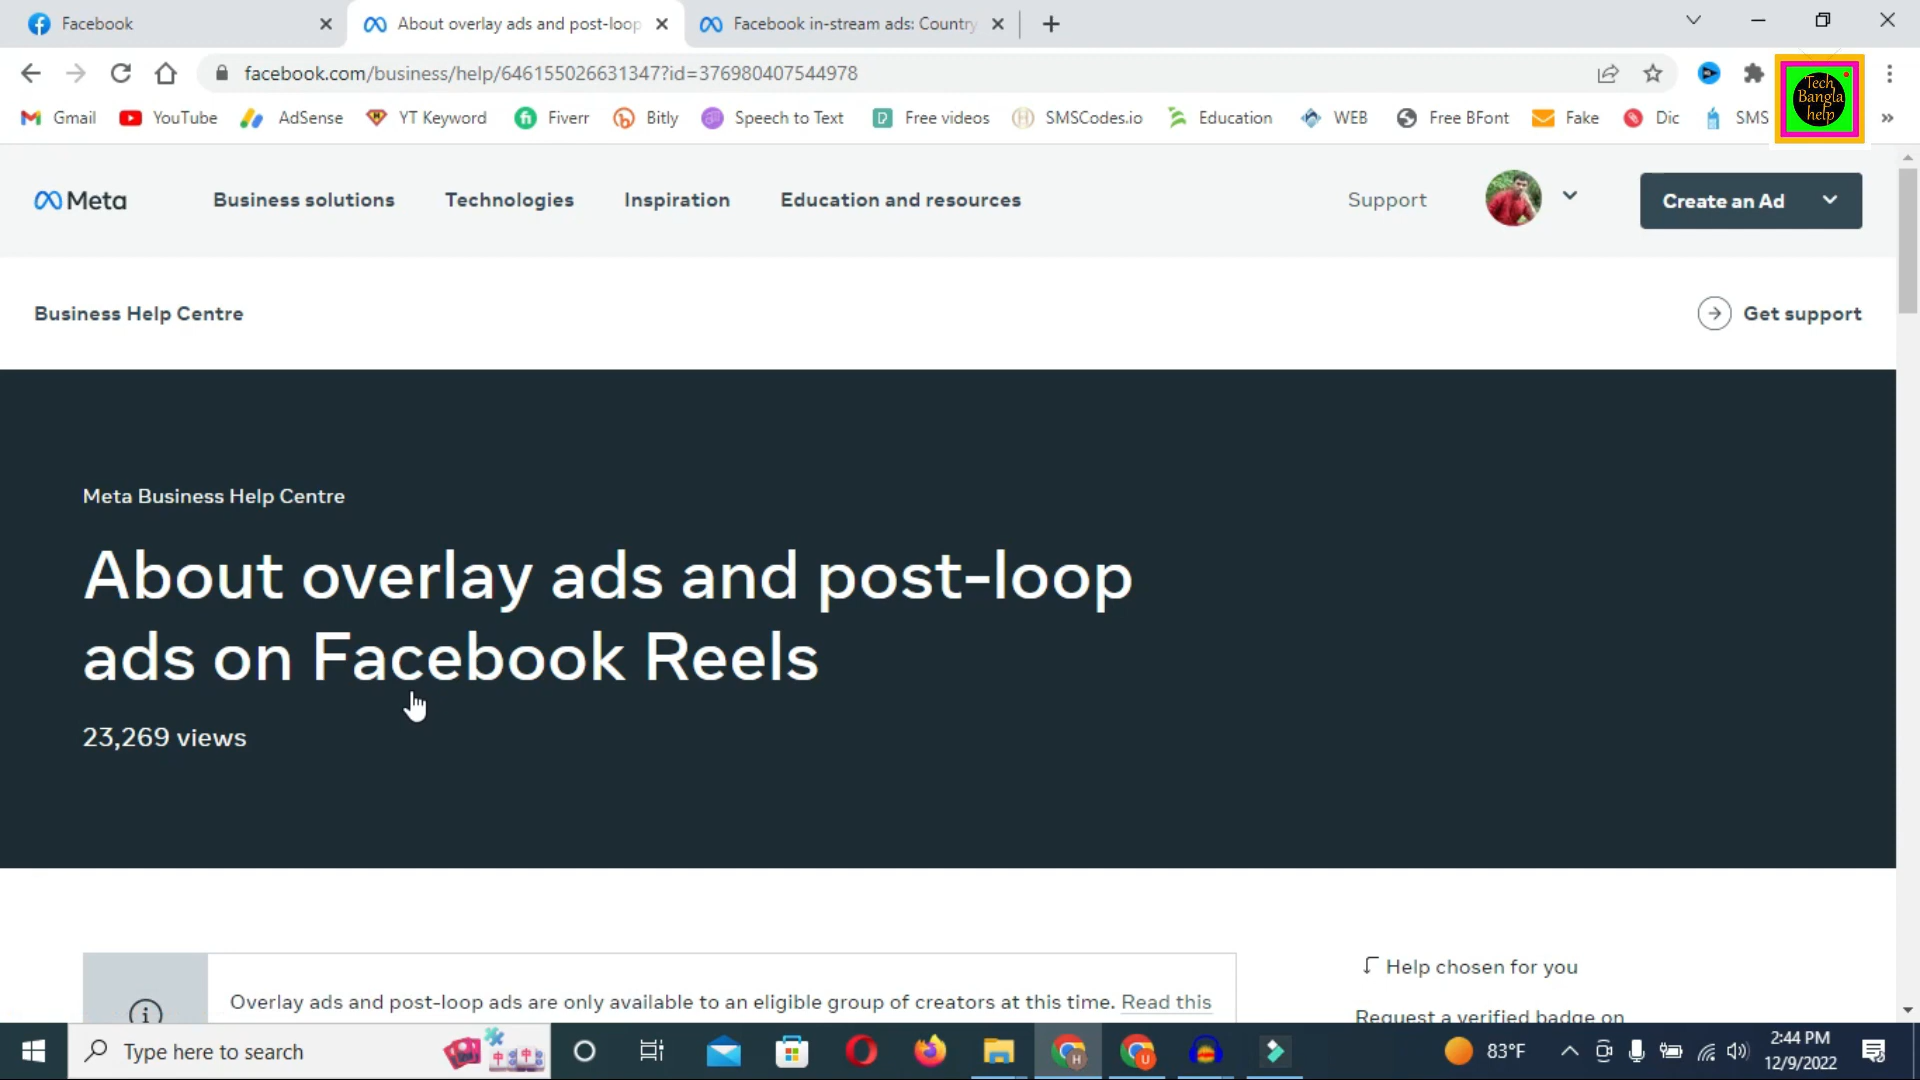 Facebook
About overlay ads and post-loop
Facebook in-stream ads: Country
facebook.com/business/help/646155026631347?id=376980407544978
Gmail
YouTube
AdSense
YT Keyword
Fiverr
Bitly
Speech to Text
Free videos
SMSCodes.io
Education
WEB
Free BFont
Fake
Dic
SMS
Tech
Bangla
help
Meta
Business solutions
Technologies
Inspiration
Education and resources
Support
Create an Ad
Business Help Centre
Get support
Meta Business Help Centre
About overlay ads and post-loop
ads on Facebook Reels
23,269 views
Overlay ads and post-loop ads are only available to an eligible group of creators at this time. Read this
Help chosen for you
Request a verified badge on
Type here to search
83°F
2:44 PM
12/9/2022